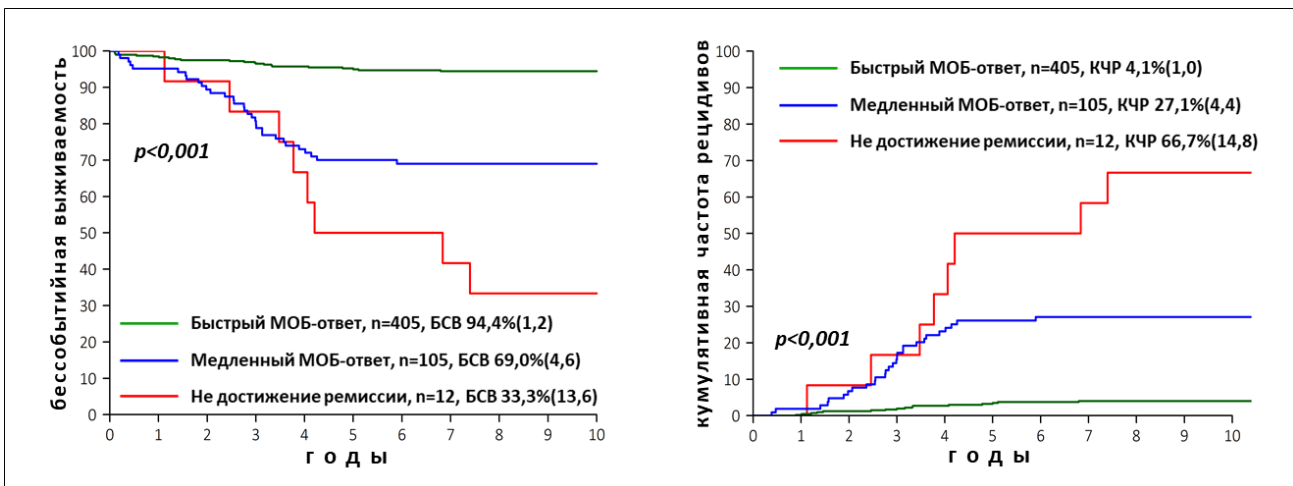 бессобытийная выживаемость
100
90
80
70
60
50
40
30
20
10
0
p<0,001
Быстрый МОБ-ответ, n=405, БСВ 94,4%(1,2)
Медленный МОБ-ответ, n=105, БСВ 69,0%(4,6)
Не достижение ремиссии, n=12, БСВ 33,3%(13,6)
0 1 2 3 4 5 6 7 8 9 10
годы
кумулятивная частота рецидивов
100
90
80
70
60
50
40
30
20
10
0
Быстрый МОБ-ответ, n=405, КЧР 4,1%(1,0)
Медленный МОБ-ответ, n=105, КЧР 27,1%(4,4)
Не достижение ремиссии, n=12, КЧР 66,7%(14,8)
p<0,001
0 1 2 3 4 5 6 7 8 9 10
годы